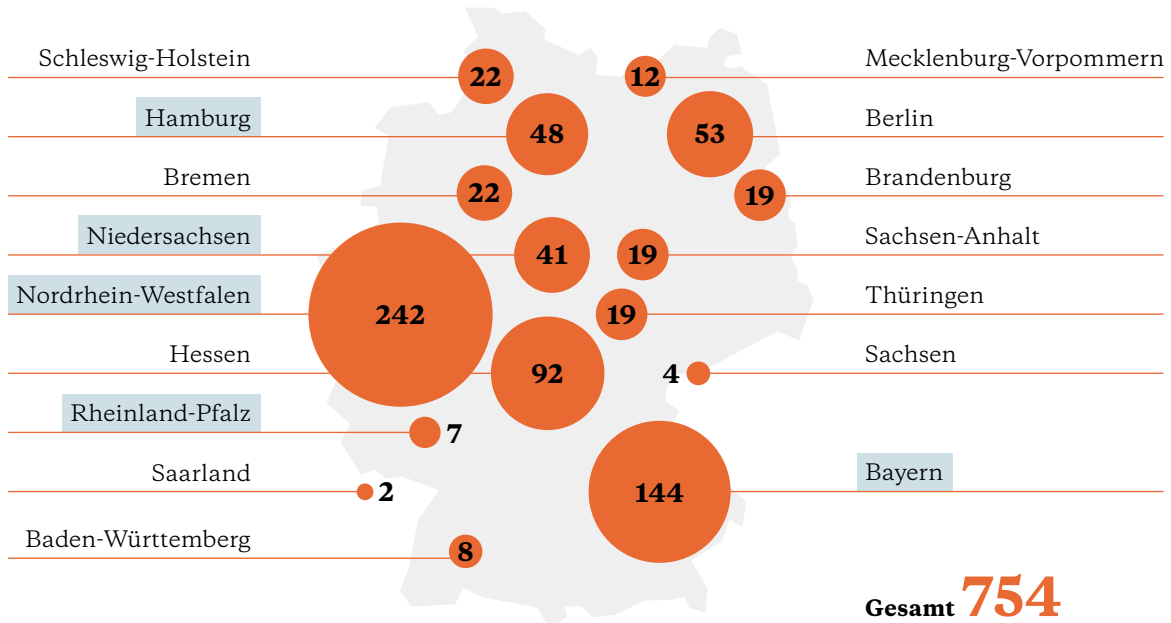 Schleswig-Holstein
22
12
Mecklenburg-Vorpommern
Hamburg
48
53
Berlin
Bremen
22
19
Brandenburg
Niedersachsen
41
19
Sachsen-Anhalt
Nordrhein-Westfalen
242
19
Thüringen
Hessen
92
4
Sachsen
Rheinland-Pfalz
7
Saarland
2
144
Bayern
Baden-Württemberg
8
Gesamt 754